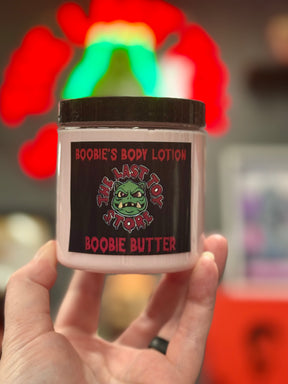 BOOBIE'S BODY LOTION
THE LAST TOY
STORE
BOOBIE BUTTER